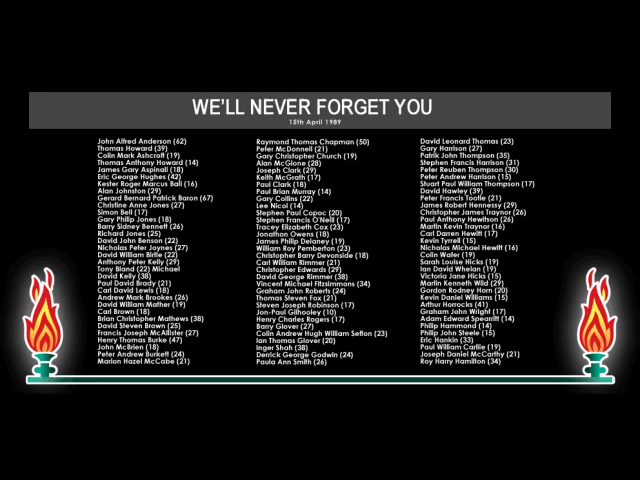 WE'LL NEVER FORGET YOU
15th April 1989
John Alfred Anderson (62)
Thomas Howard (39)
Colin Mark Ashcroft (19)
Thomas Anthony Howard (14)
James Gary Aspinall (18)
Eric George Hughes (42)
Kester Roger Marcus Ball (16)
Alan Johnston (29)
Gerard Bernard Patrick Baron (67)
Christine Anne Jones (27)
Simon Bell (17)
Gary Philip Jones (18)
Barry Sidney Bennett (26)
Richard Jones (25)
David John Benson (22)
Nicholas Peter Joynes (27)
David William Birtle (22)
Anthony Peter Kelly (29)
Tony Bland (22) Michael
David Kelly (38)
Paul David Brady (21)
Carl David Lewis (18)
Andrew Mark Brookes (26)
David William Mather (19)
Carl Brown (18)
Brian Christopher Mathews (38)
David Steven Brown (25)
Francis Joseph McAllister (27)
Henry Thomas Burke (47)
John McBrien (18)
Peter Andrew Burkett (24)
Marion Hazel McCabe (21)
Raymond Thomas Chapman (50)
Peter McDonnell (21)
Gary Christopher Church (19)
Alan McGlone (28)
Joseph Clark (29)
Keith McGrath (17)
Paul Clark (18)
Paul Brian Murray (14)
Gary Collins (22)
Lee Nicol (14)
Stephen Paul Copoc (20)
Stephen Francis O'Neill (17)
Tracey Elizabeth Cox (23)
Jonathon Owens (18)
James Philip Delaney (19)
William Roy Pemberton (23)
Christopher Barry Devonside (18)
Carl William Rimmer (21)
Christopher Edwards (29)
David George Rimmer (38)
Vincent Michael Fitzsimmons (34)
Graham John Roberts (24)
Thomas Steven Fox (21)
Steven Joseph Robinson (17)
Jon-Paul Gilhooley (10)
Henry Charles Rogers (17)
Barry Glover (27)
Colin Andrew Hugh William Sefton (23)
Ian Thomas Glover (20)
Inger Shah (38)
Derrick George Godwin (24)
Paula Ann Smith (26)
David Leonard Thomas (23)
Gary Harrison (27)
Patrik John Thompson (35)
Stephen Francis Harrison (31)
Peter Reuben Thompson (30)
Peter Andrew Harrison (15)
Stuart Paul William Thompson (17)
David Hawley (39)
Peter Francis Tootle (21)
James Robert Hennessy (29)
Christopher James Traynor (26)
Paul Anthony Hewitson (26)
Martin Kevin Traynor (16)
Carl Darren Hewitt (17)
Kevin Tyrrell (15)
Nicholas Michael Hewitt (16)
Colin Wafer (19)
Sarah Louise Hicks (19)
Ian David Whelan (19)
Victoria Jane Hicks (15)
Martin Kenneth Wild (29)
Gordon Rodney Horn (20)
Kevin Daniel Williams (15)
Arthur Horrocks (41)
Graham John Wright (17)
Adam Edward Spearritt (14)
Philip Hammond (14)
Philip John Steele (15)
Eric Hankin (33)
Paul William Carlile (19)
Joseph Daniel McCarthy (21)
Roy Harry Hamilton (34)